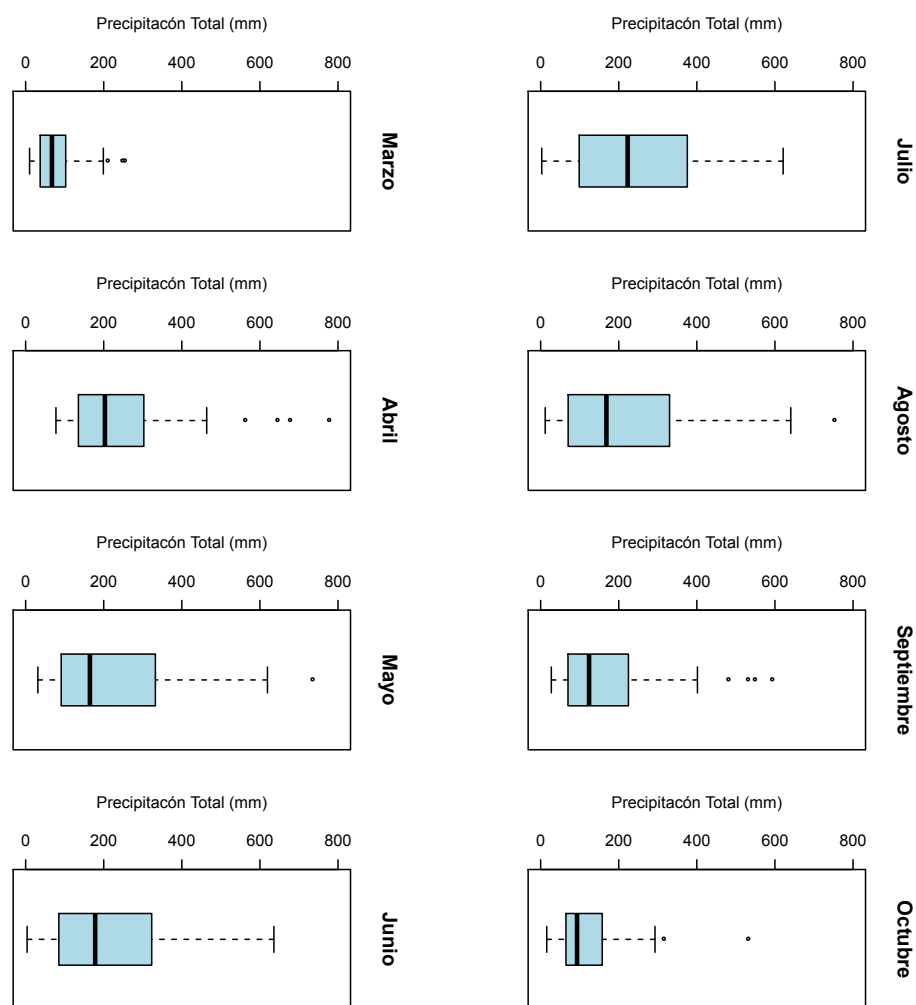 Precipitacón Total (mm)
0 200 400 600 800
Marzo
Precipitacón Total (mm)
0 200 400 600 800
Julio
Precipitacón Total (mm)
0 200 400 600 800
Abril
Precipitacón Total (mm)
0 200 400 600 800
Agosto
Precipitacón Total (mm)
0 200 400 600 800
Mayo
Precipitacón Total (mm)
0 200 400 600 800
Septiembre
Precipitacón Total (mm)
0 200 400 600 800
Junio
Precipitacón Total (mm)
0 200 400 600 800
Octubre